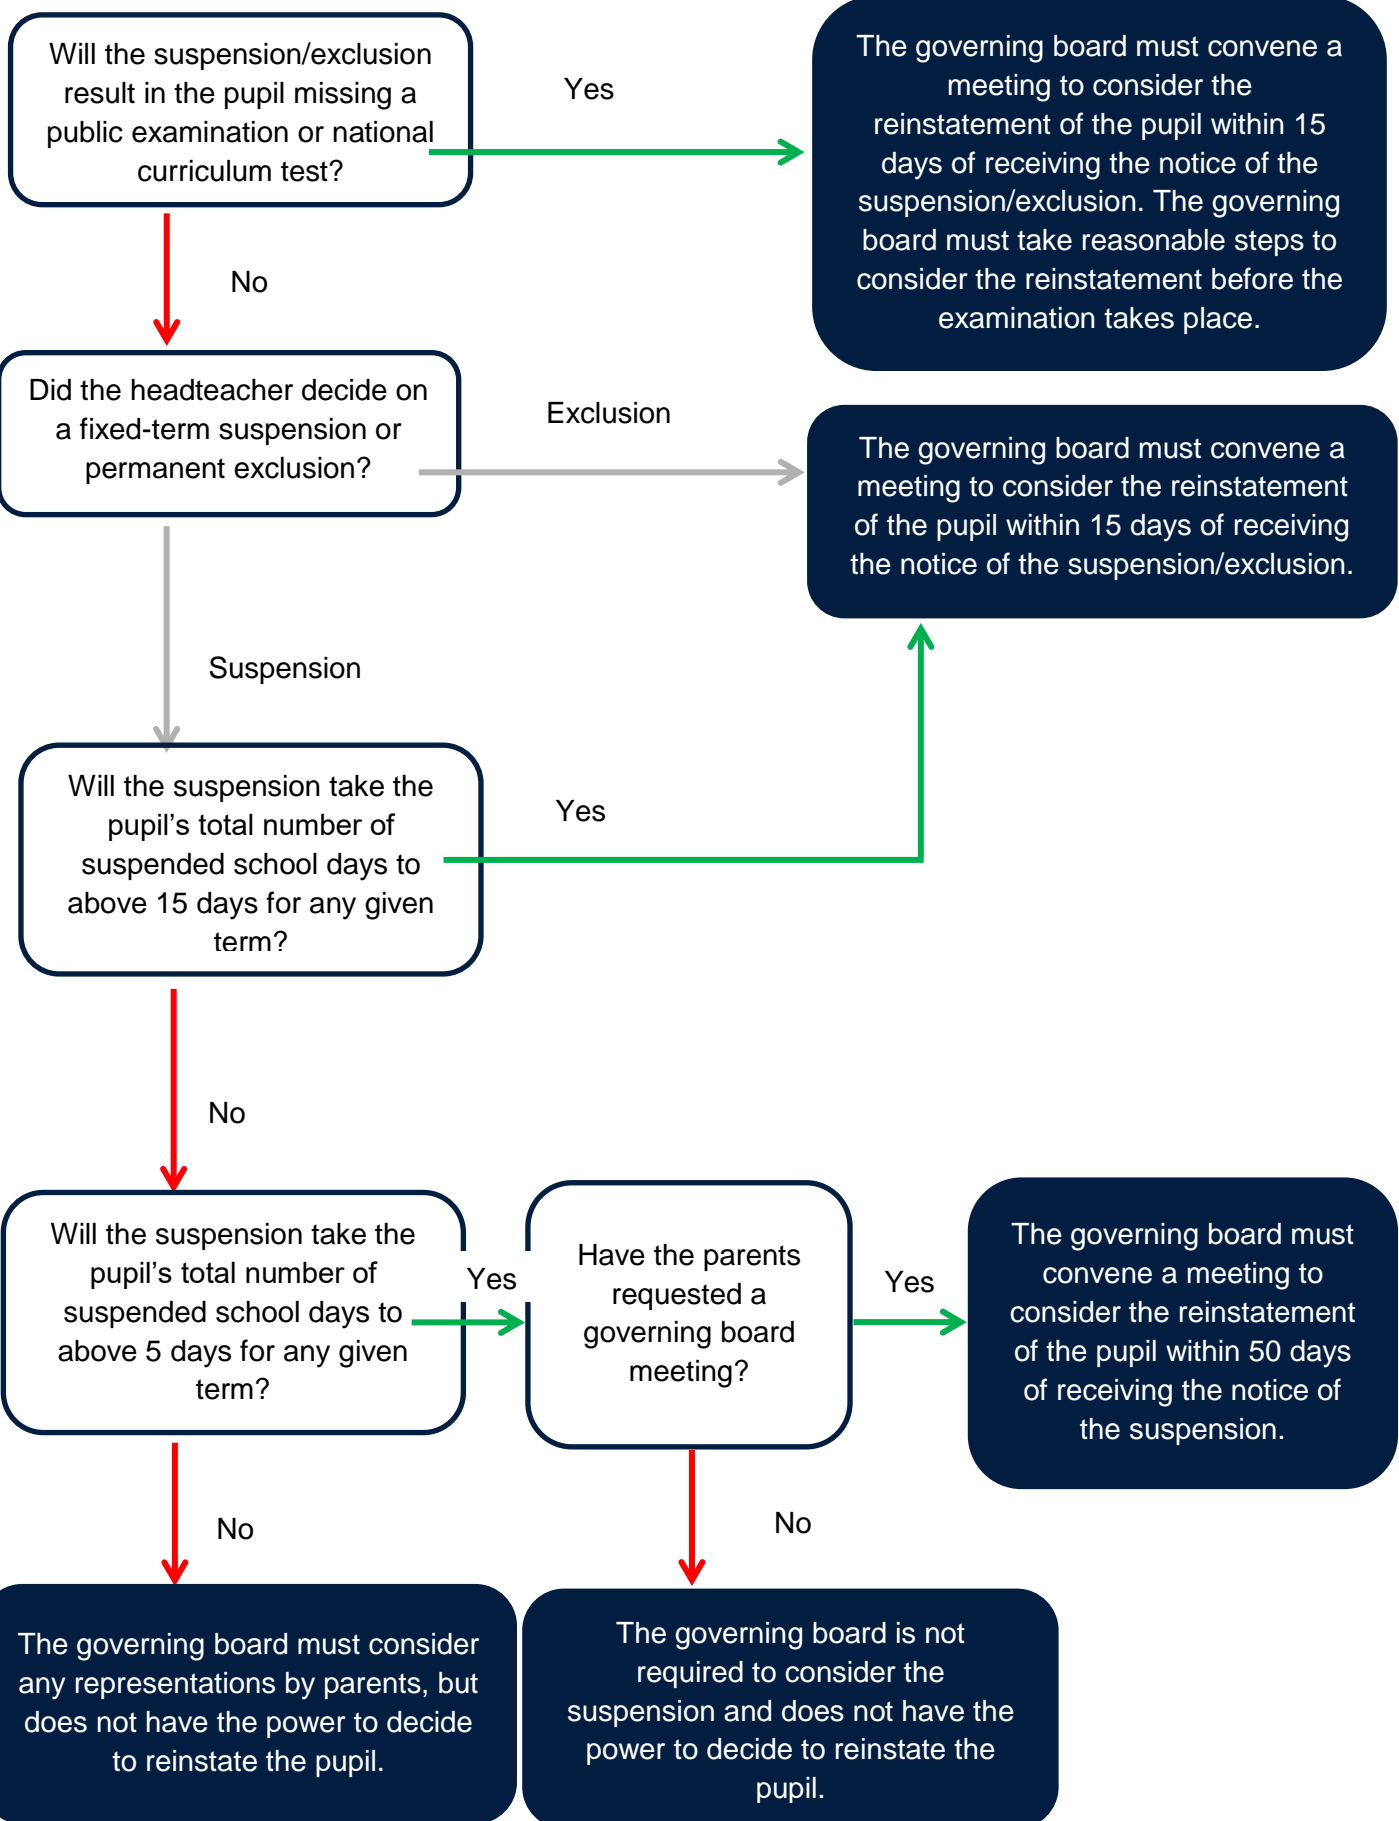 Will the suspension/exclusion
result in the pupil missing a
public examination or national
curriculum test?
Yes
The governing board must convene a
meeting to consider the
reinstatement of the pupil within 15
days of receiving the notice of the
suspension/exclusion. The governing
board must take reasonable steps to
consider the reinstatement before the
examination takes place.
No
Did the headteacher decide on
a fixed-term suspension or
permanent exclusion?
Exclusion
The governing board must convene a
meeting to consider the reinstatement
of the pupil within 15 days of receiving
the notice of the suspension/exclusion.
Suspension
Will the suspension take the
pupil’s total number of
suspended school days to
above 15 days for any given
term?
Yes
No
Will the suspension take the
pupil’s total number of
suspended school days to
above 5 days for any given
term?
Yes
Have the parents
requested a
governing board
meeting?
Yes
The governing board must
convene a meeting to
consider the reinstatement
of the pupil within 50 days
of receiving the notice of
the suspension.
No
No
The governing board must consider
any representations by parents, but
does not have the power to decide
to reinstate the pupil.
The governing board is not
required to consider the
suspension and does not have the
power to decide to reinstate the
pupil.